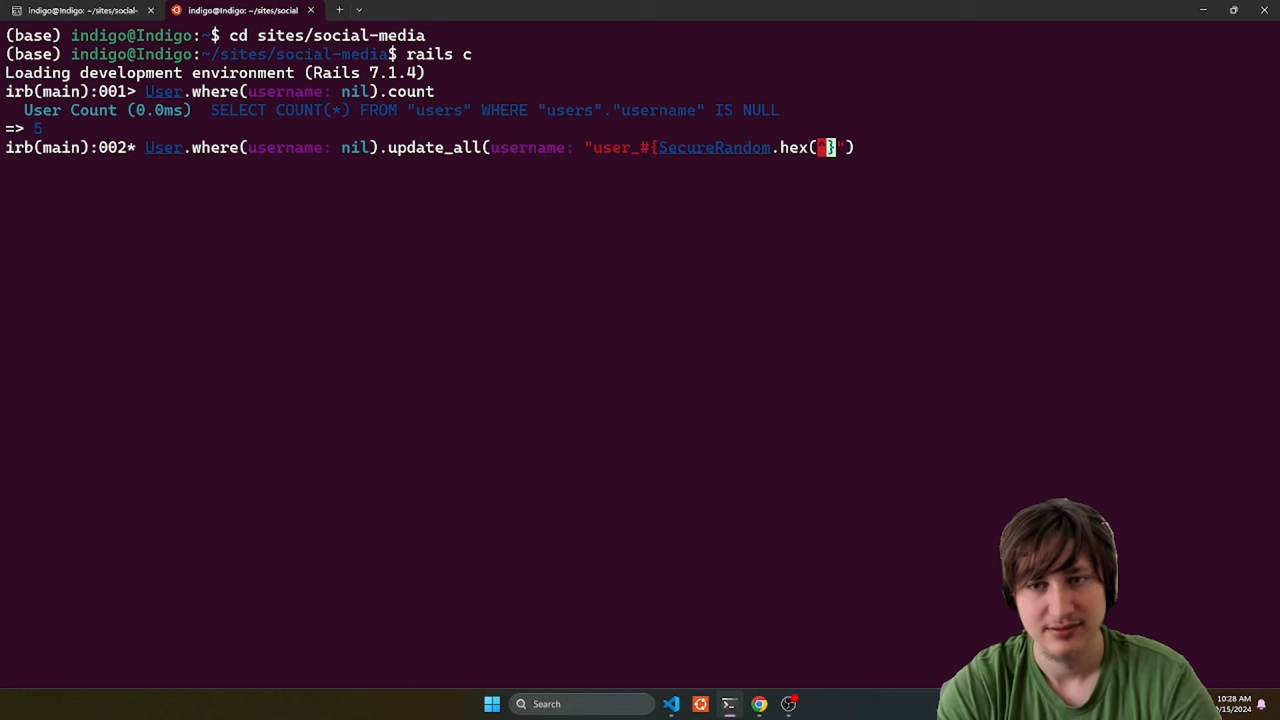 indigo@Indigo: ~/sites/social-
indigo@Indigo: ~/sites/social
(base) indigo@Indigo:~$ cd sites/social-media
(base) indigo@Indigo:~/sites/social-media$ rails c
Loading development environment (Rails 7.1.4)
irb(main):001> User.where(username: nil).count
User Count (0.0ms)  SELECT COUNT(*) FROM "users" WHERE "users"."username" IS NULL
=> 5
irb(main):002* User.where(username: nil).update_all(username: "user_#{SecureRandom.hex(^}")
Search
10:28 AM
/15/2024